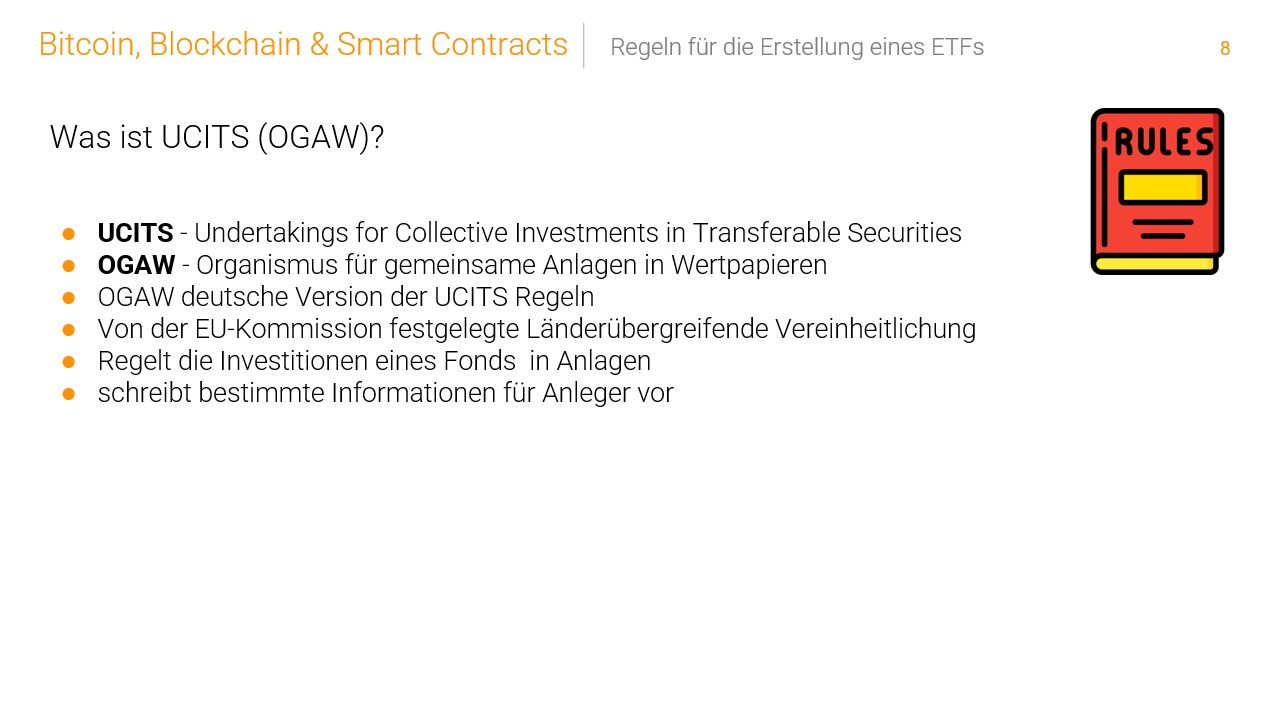 Bitcoin, Blockchain & Smart Contracts
Regeln für die Erstellung eines ETFs
8
Was ist UCITS (OGAW)?
RULES
● UCITS - Undertakings for Collective Investments in Transferable Securities
● OGAW - Organismus für gemeinsame Anlagen in Wertpapieren
● OGAW deutsche Version der UCITS Regeln
● Von der EU-Kommission festgelegte Länderübergreifende Vereinheitlichung
● Regelt die Investitionen eines Fonds  in Anlagen
● schreibt bestimmte Informationen für Anleger vor